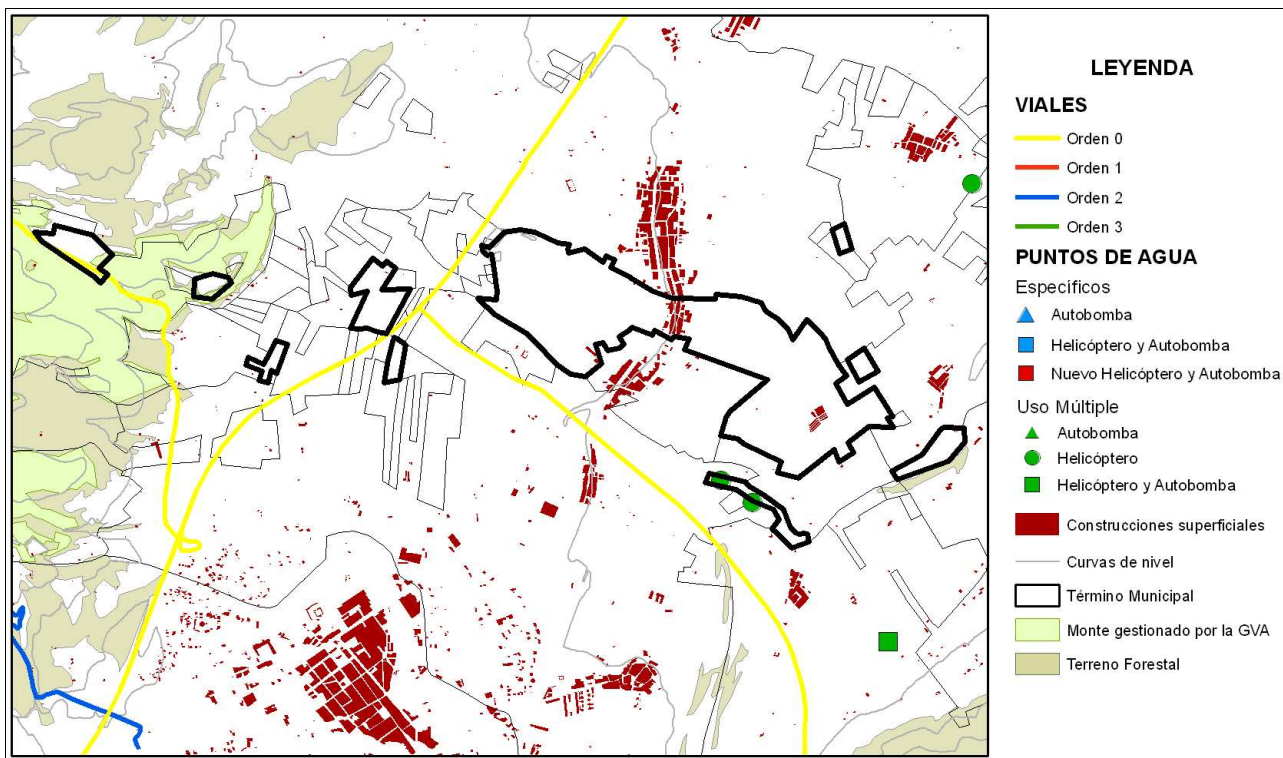 LEYENDA
VIALES
Orden 0
Orden 1
Orden 2
Orden 3
PUNTOS DE AGUA
Específicos
Autobomba
Helicóptero y Autobomba
Nuevo Helicóptero y Autobomba
Uso Múltiple
Autobomba
Helicóptero
Helicóptero y Autobomba
Construcciones superficiales
Curvas de nivel
Término Municipal
Monte gestionado por la GVA
Terreno Forestal